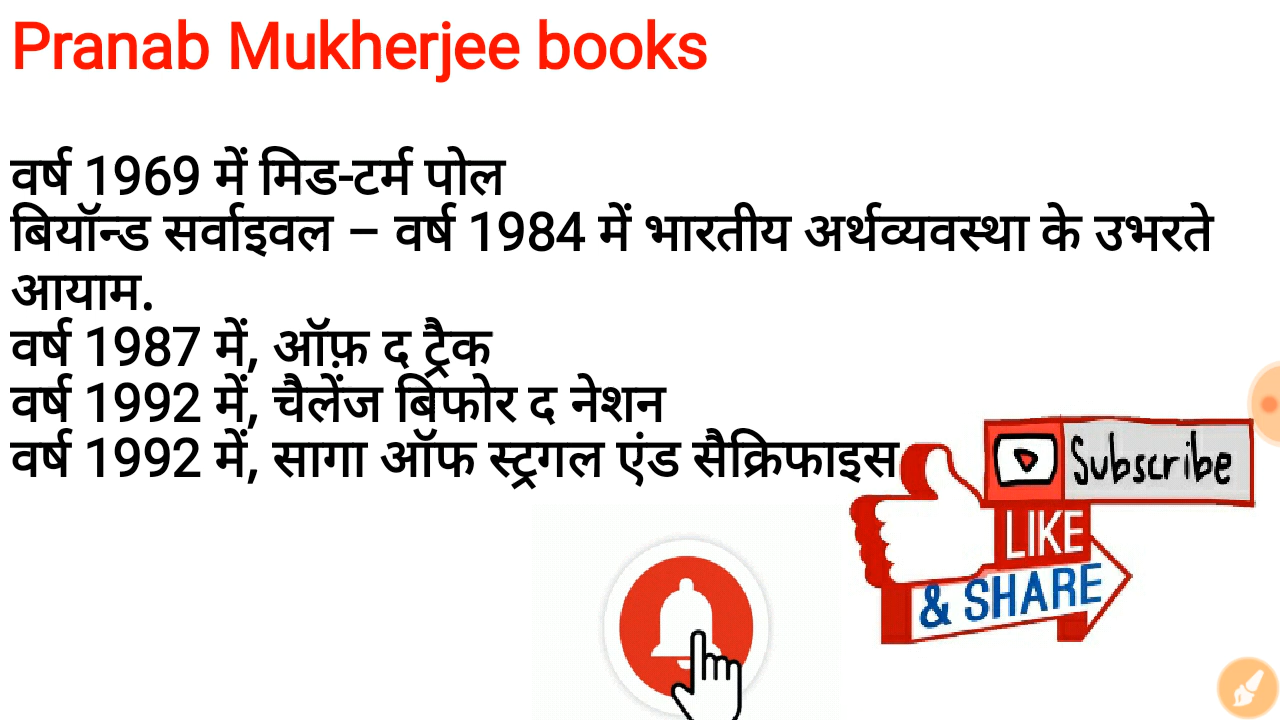 Pranab Mukherjee books
वर्ष 1969 में मिड-टर्म पोल
बियॉन्ड सर्वाइवल – वर्ष 1984 में भारतीय अर्थव्यवस्था के उभरते
आयाम.
वर्ष 1987 में, ऑफ़ द ट्रैक
वर्ष 1992 में, चैलेंज बिफोर द नेशन
वर्ष 1992 में, सागा ऑफ स्ट्रगल एंड सैक्रिफाइस
Subscribe
LIKE
& SHARE